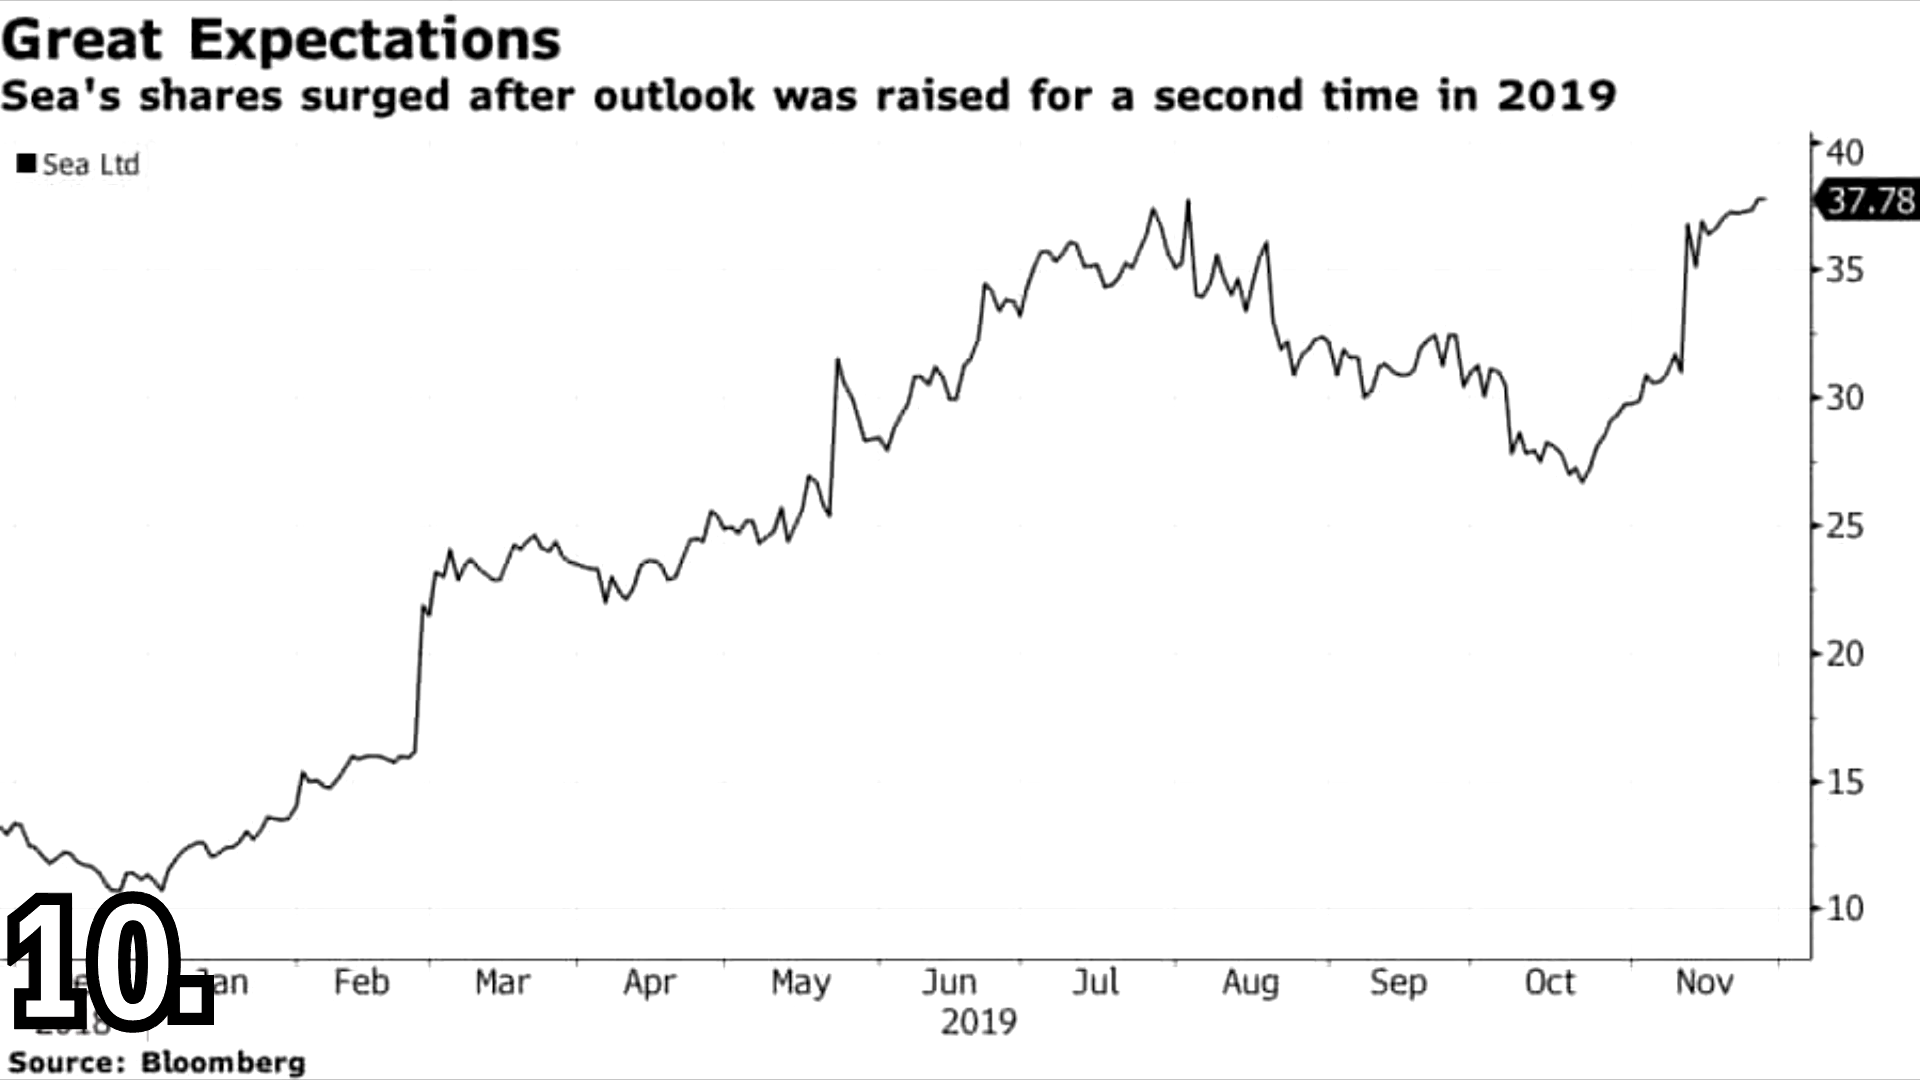 Great Expectations
Sea's shares surged after outlook was raised for a second time in 2019
Sea Ltd
40
37.78
35
30
25
20
15
10
10.
Feb Mar Apr May Jun Jul Aug Sep Oct Nov
2018 2019
Source: Bloomberg